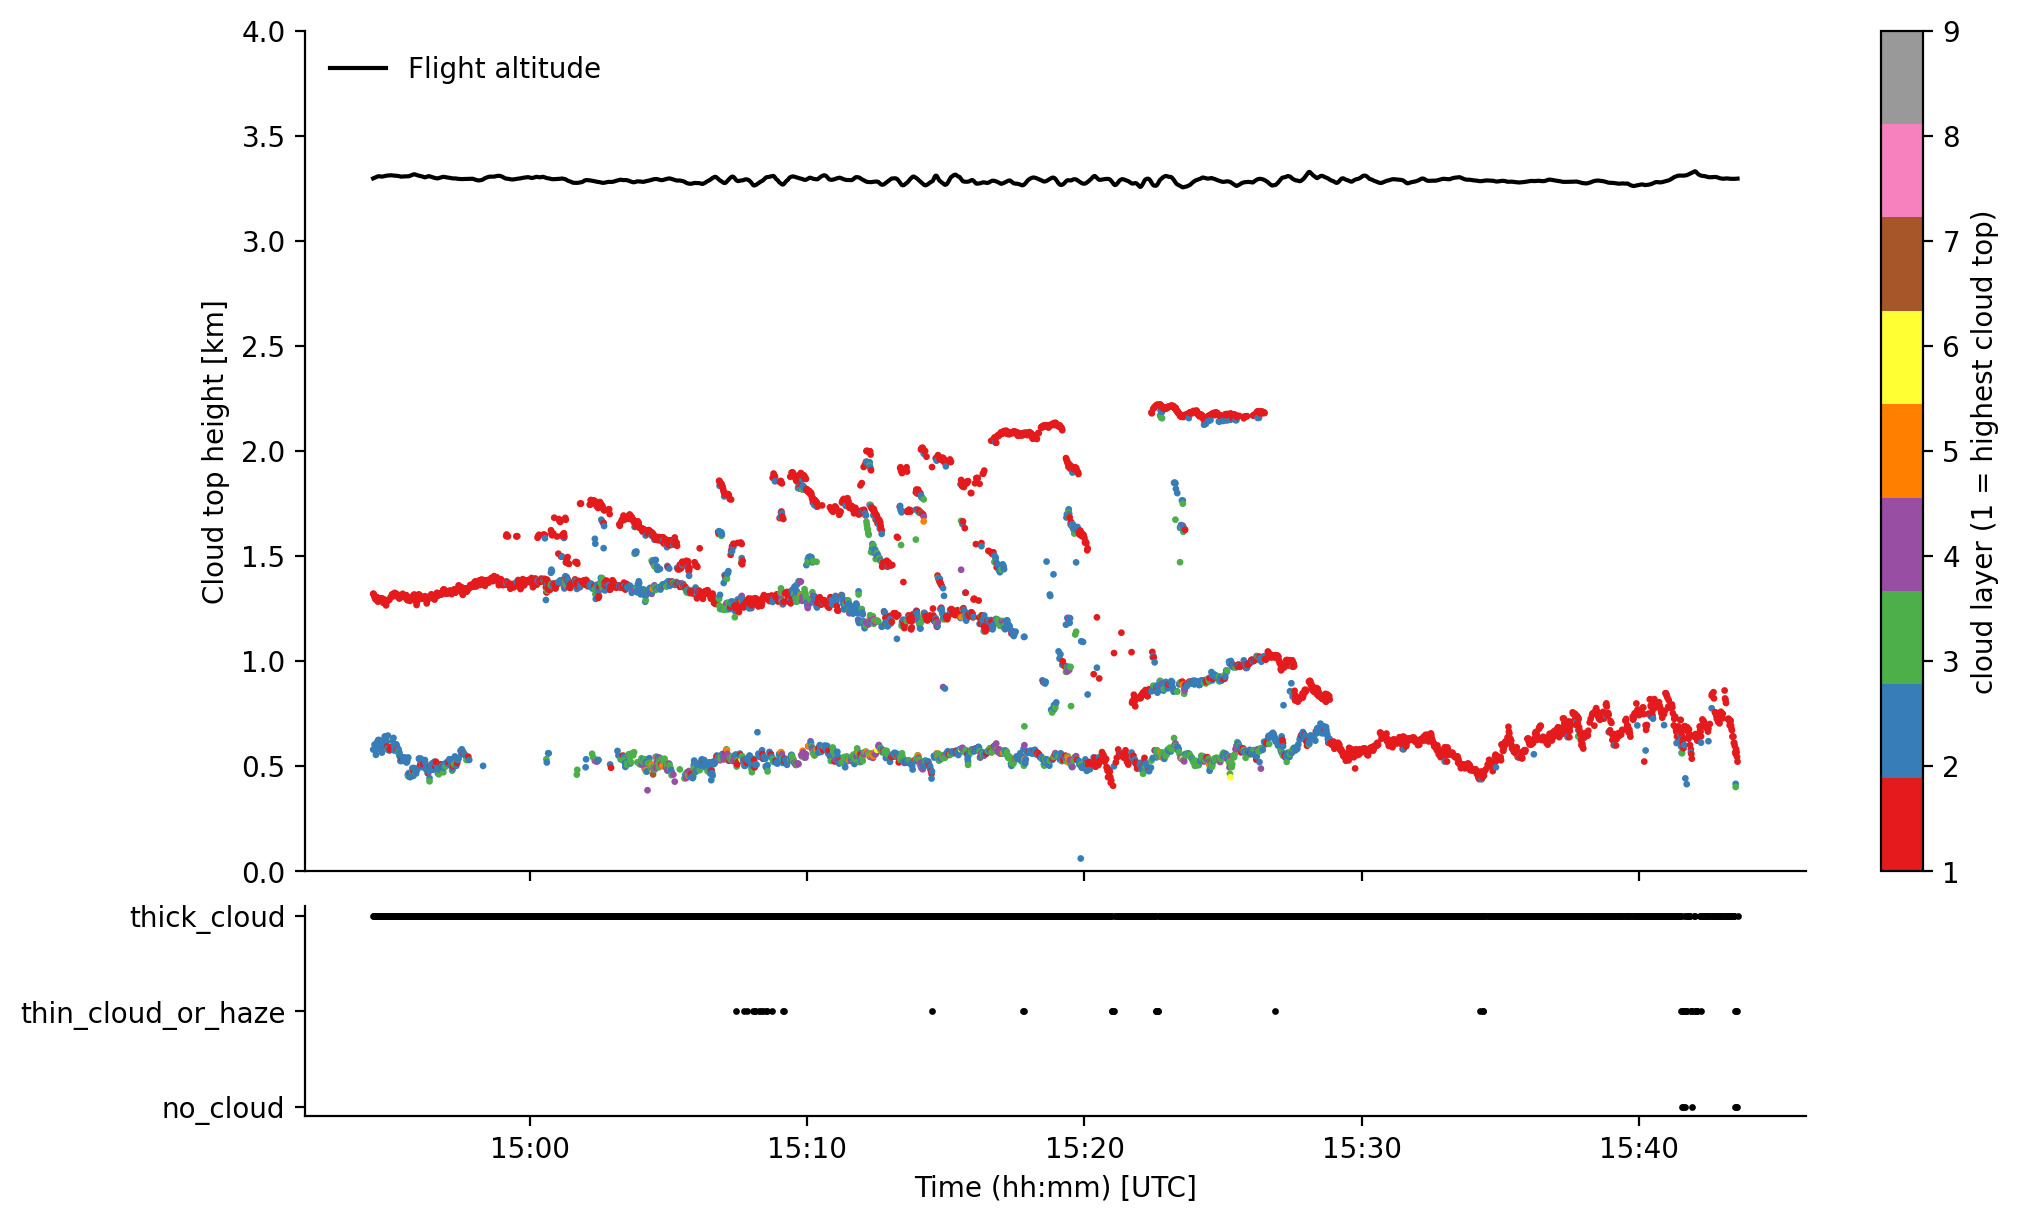 Flight altitude
Cloud top height [km]
4.0
3.5
3.0
2.5
2.0
1.5
1.0
0.5
0.0
9
8
7
6
5
4
3
2
1
cloud layer (1 = highest cloud top)
thick_cloud
thin_cloud_or_haze
no_cloud
15:00 15:10 15:20 15:30 15:40
Time (hh:mm) [UTC]